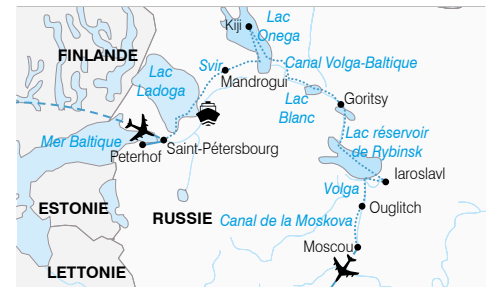 Kiji
Lac
Onega
FINLANDE
Lac
Ladoga
Svir
Canal Volga-Baltique
Mandrogui
Lac
Blanc
Goritsy
Mer Baltique
Peterhof
Saint-Pétersbourg
Lac réservoir
de Rybinsk
Iaroslavl
Volga
ESTONIE
RUSSIE
Ouglitch
Canal de la Moskova
Moscou
LETTONIE